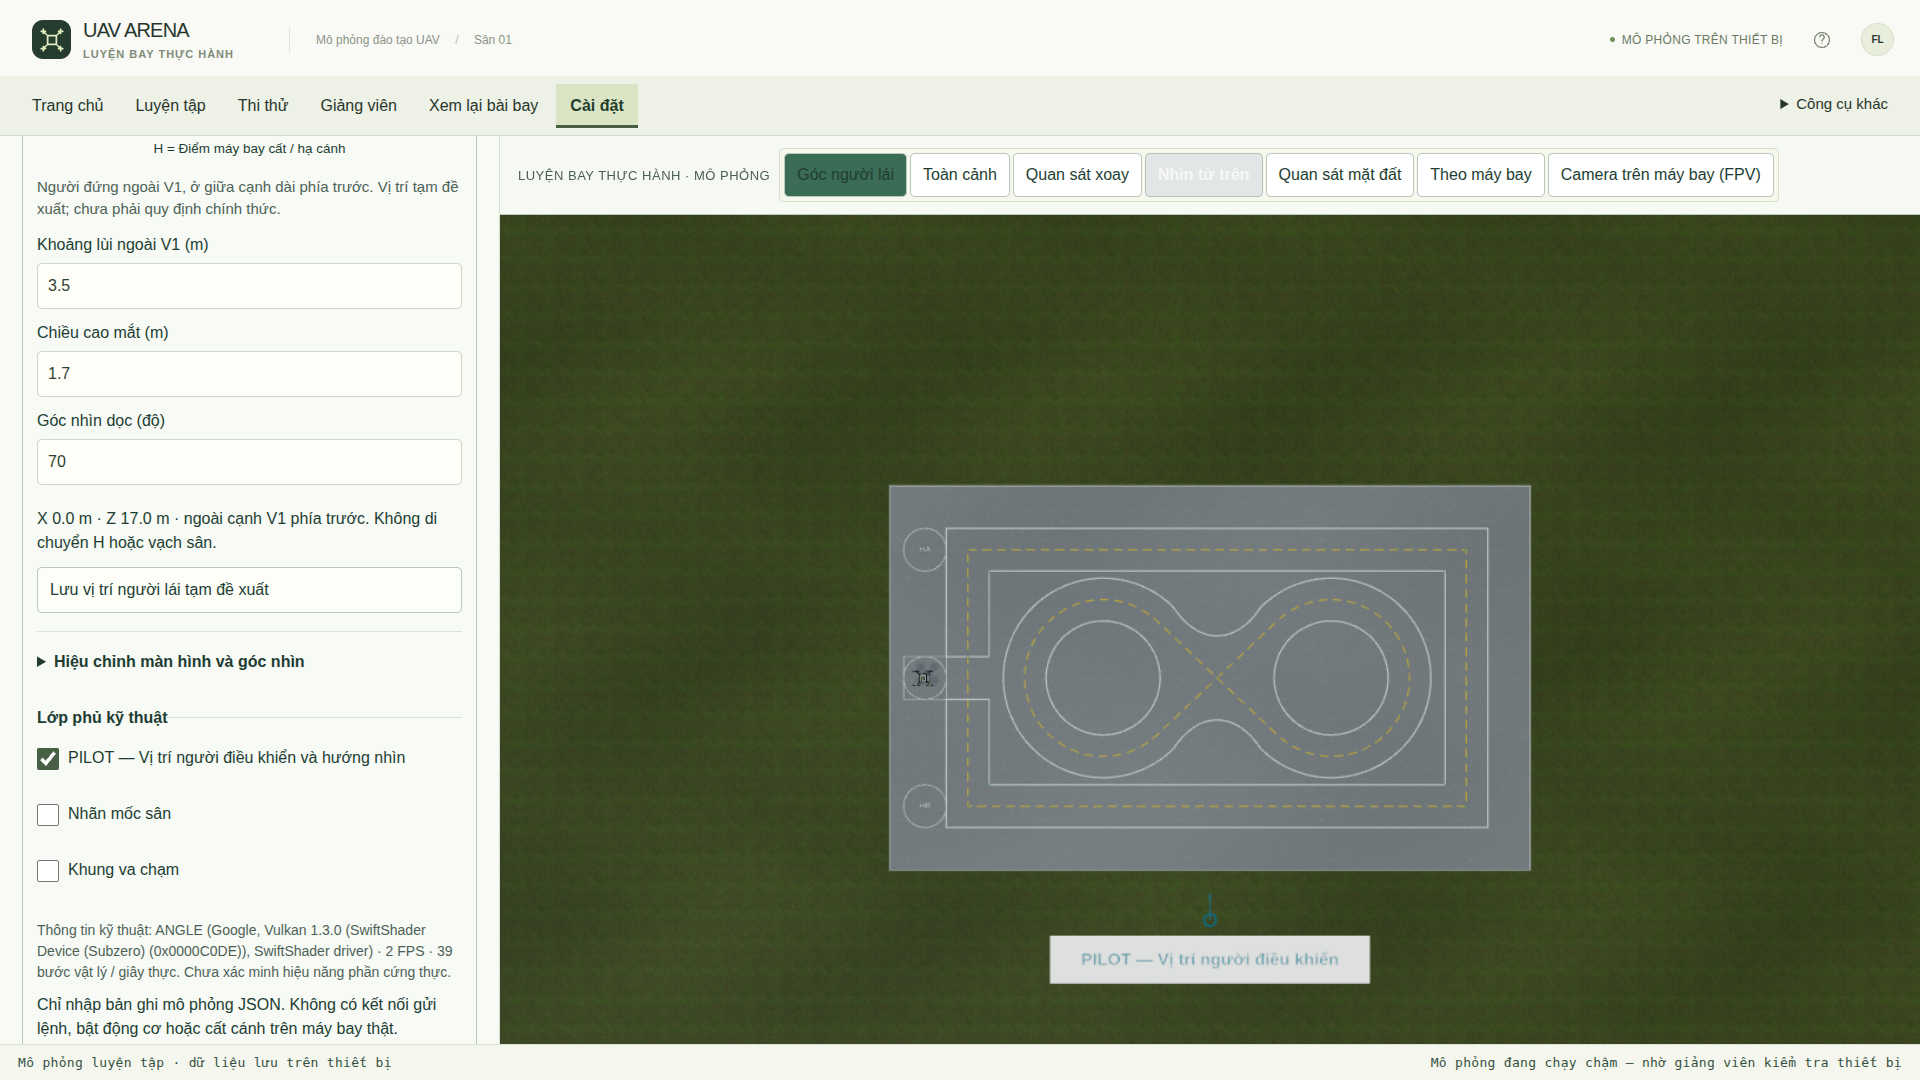 UAV ARENA
LUYỆN BAY THỰC HÀNH
Mô phỏng đào tạo UAV / Sân 01
MÔ PHỎNG TRÊN THIẾT BỊ
FL
Trang chủ
Luyện tập
Thi thử
Giảng viên
Xem lại bài bay
Cài đặt
Công cụ khác
H = Điểm máy bay cất / hạ cánh
Người đứng ngoài V1, ở giữa cạnh dài phía trước. Vị trí tạm đề
xuất; chưa phải quy định chính thức.
Khoảng lùi ngoài V1 (m)
3.5
Chiều cao mắt (m)
1.7
Góc nhìn dọc (độ)
70
X 0.0 m · Z 17.0 m · ngoài cạnh V1 phía trước. Không di
chuyển H hoặc vạch sân.
Lưu vị trí người lái tạm đề xuất
Hiệu chỉnh màn hình và góc nhìn
Lớp phủ kỹ thuật
PILOT — Vị trí người điều khiển và hướng nhìn
Nhãn mốc sân
Khung va chạm
Thông tin kỹ thuật: ANGLE (Google, Vulkan 1.3.0 (SwiftShader
Device (Subzero) (0x0000C0DE)), SwiftShader driver) · 2 FPS · 39
bước vật lý / giây thực. Chưa xác minh hiệu năng phần cứng thực.
Chỉ nhập bản ghi mô phỏng JSON. Không có kết nối gửi
lệnh, bật động cơ hoặc cất cánh trên máy bay thật.
LUYỆN BAY THỰC HÀNH · MÔ PHỎNG
Góc người lái
Toàn cảnh
Quan sát xoay
Nhìn từ trên
Quan sát mặt đất
Theo máy bay
Camera trên máy bay (FPV)
PILOT — Vị trí người điều khiển
Mô phỏng luyện tập · dữ liệu lưu trên thiết bị
Mô phỏng đang chạy chậm — nhờ giảng viên kiểm tra thiết bị